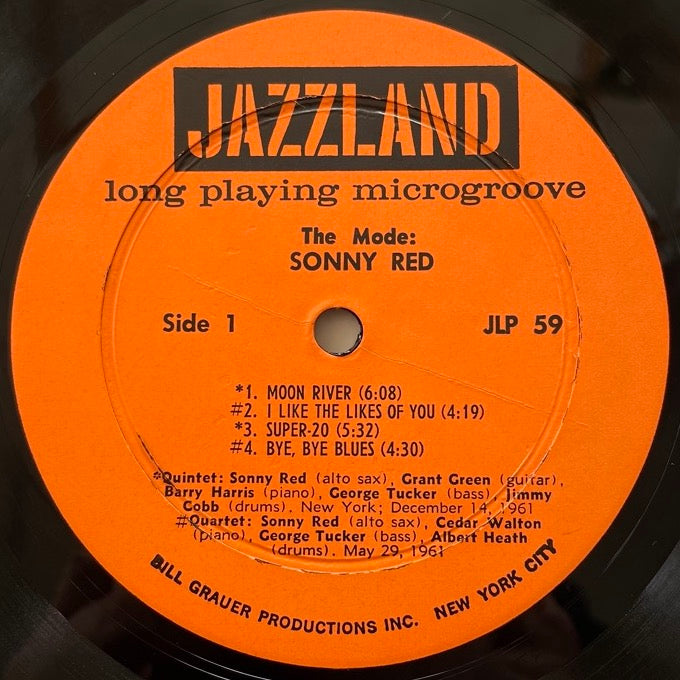 JAZZLAND
long playing microgroove
The Mode:
SONNY RED
Side 1
JLP 59
*1. MOON RIVER (6:08)
#2. I LIKE THE LIKES OF YOU (4:19)
*3. SUPER-20 (5:32)
#4. BYE, BYE BLUES (4:30)
*Quintet: Sonny Red (alto sax), Grant Green (guitar),
Barry Harris (piano), George Tucker (bass), Jimmy
Cobb (drums). New York; December 14, 1961
#Quartet: Sonny Red (alto sax), Cedar Walton
(piano), George Tucker (bass), Albert Heath
(drums). May 29, 1961
BILL GRAUER PRODUCTIONS INC. NEW YORK CITY